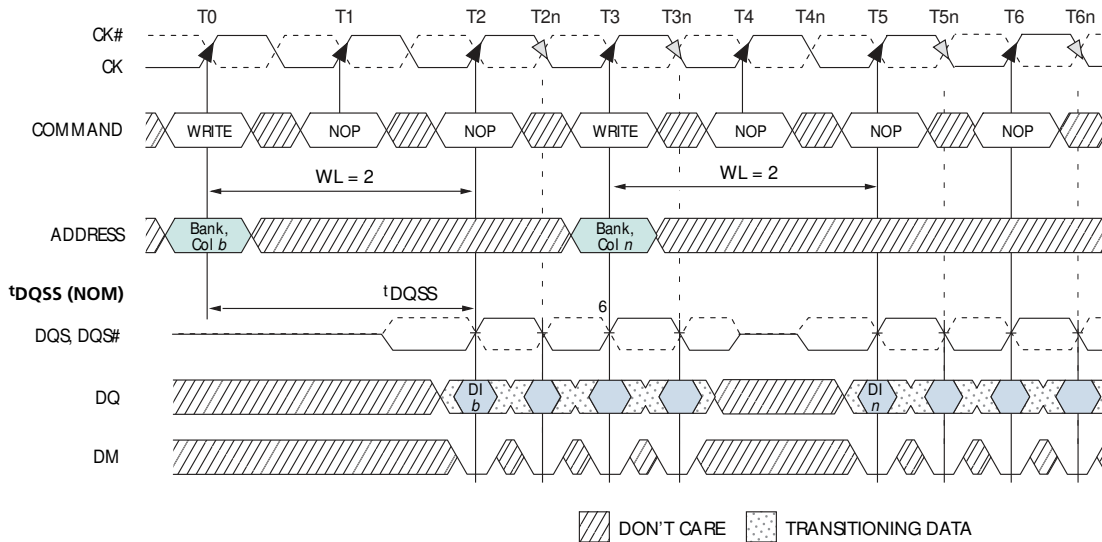 T0 T1 T2 T2n T3 T3n T4 T4n T5 T5n T6 T6n
CK#
CK
COMMAND WRITE NOP NOP WRITE NOP NOP NOP
WL = 2 WL = 2
ADDRESS Bank, Col b Bank, Col n
tDQSS (NOM) tDQSS
6
DQS, DQS#
DQ DI b DI n
DM
DON'T CARE TRANSITIONING DATA